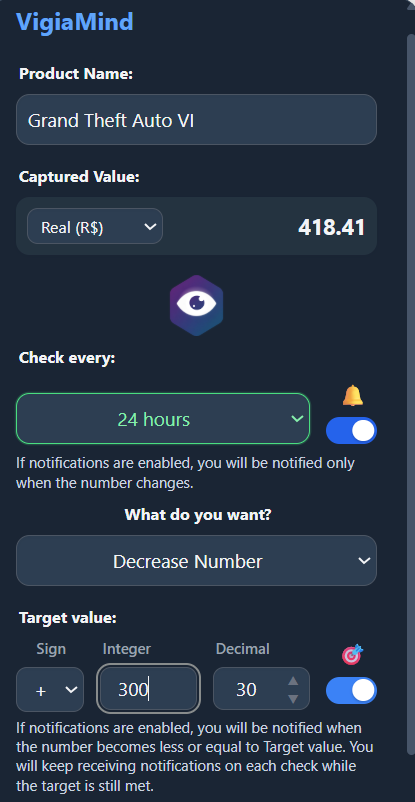 VigiaMind
Product Name:
Grand Theft Auto VI
Captured Value:
Real (R$) 418.41
Check every:
24 hours
If notifications are enabled, you will be notified only
when the number changes.
What do you want?
Decrease Number
Target value:
Sign Integer Decimal
+ 300 30
If notifications are enabled, you will be notified when
the number becomes less or equal to Target value. You
will keep receiving notifications on each check while
the target is still met.